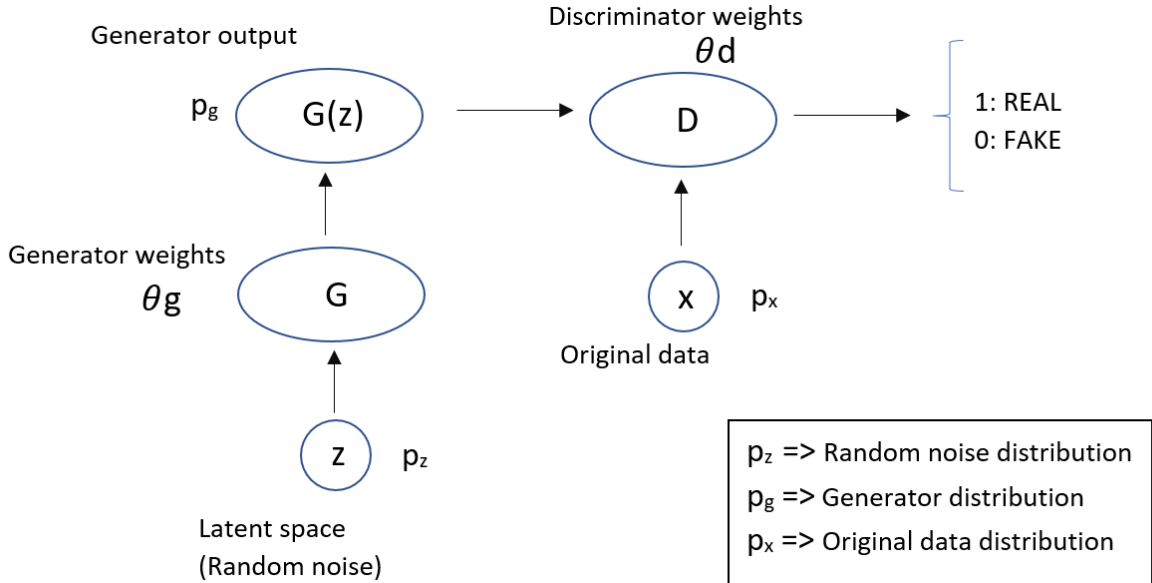 Discriminator weights
θd
Generator output
pg
G(z)
D
1: REAL
0: FAKE
Generator weights
θg
G
x
px
Original data
z
pz
Latent space
(Random noise)
pz => Random noise distribution
pg => Generator distribution
px => Original data distribution